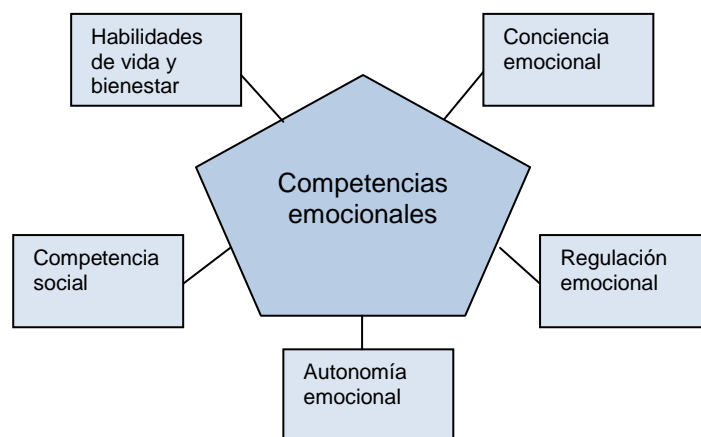 Habilidades
de vida y
bienestar
Conciencia
emocional
Competencias
emocionales
Competencia
social
Regulación
emocional
Autonomía
emocional